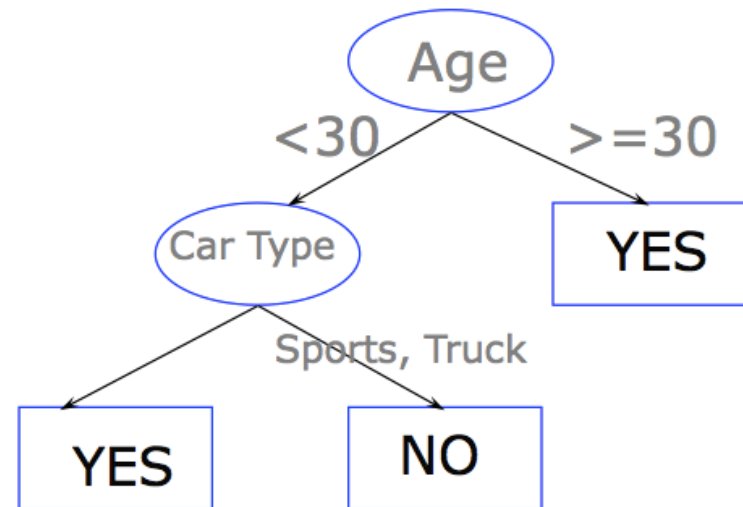 Age
<30
>=30
Car Type
YES
Sports, Truck
YES
NO